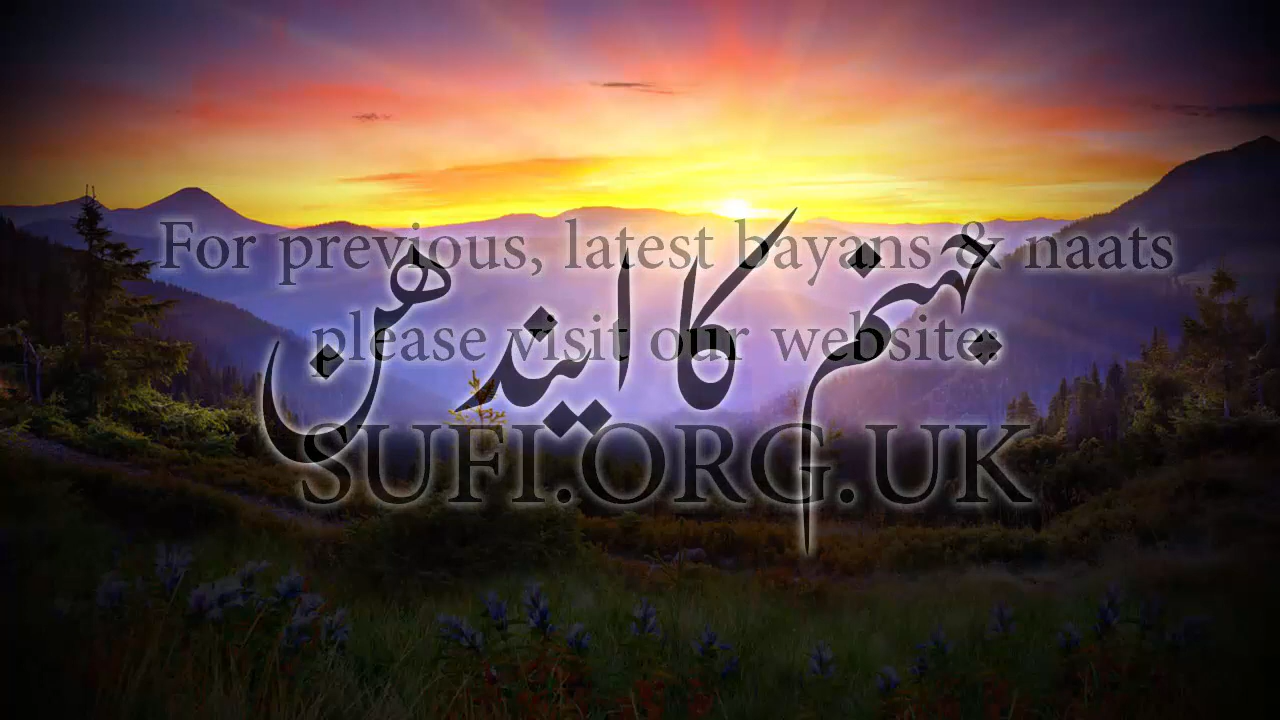 For previous, latest bayans & naats
جہنم کا ایندھن
please visit our website
SUFI.ORG.UK